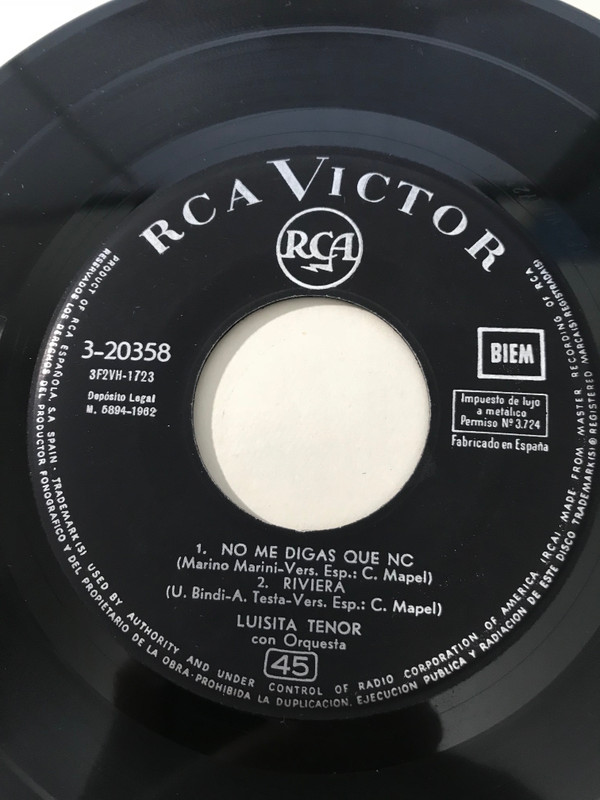 RCA VICTOR
RCA
3-20358
3F2VH-1723
Depósito Legal
M. 5894-1962
BIEM
Impuesto de lujo
a metalico
Permiso Nº 3.724
Fabricado en España
1. NO ME DIGAS QUE NC
(Marino Marini-Vers. Esp.: C. Mapel)
2. RIVIERA
(U. Bindi-A. Testa-Vers. Esp.: C. Mapel)
LUISITA TENOR
con Orquesta
45
PRODUCT OF RCA ESPAÑOLA, S.A. SPAIN · TRADEMARK(S) USED BY AUTHORITY AND UNDER CONTROL OF RADIO CORPORATION OF AMERICA, (RCA). MADE FROM MASTER RECORDING OF RCA
RESERVADOS LOS DERECHOS DEL PRODUCTOR FONOGRAFICO Y DEL PROPIETARIO DE LA OBRA·PROHIBIDA LA DUPLICACION, EJECUCION PUBLICA Y RADIACION DE ESTE DISCO TRADEMARK(S) ® REGISTERED MARCA(S) REGISTRADA(S)